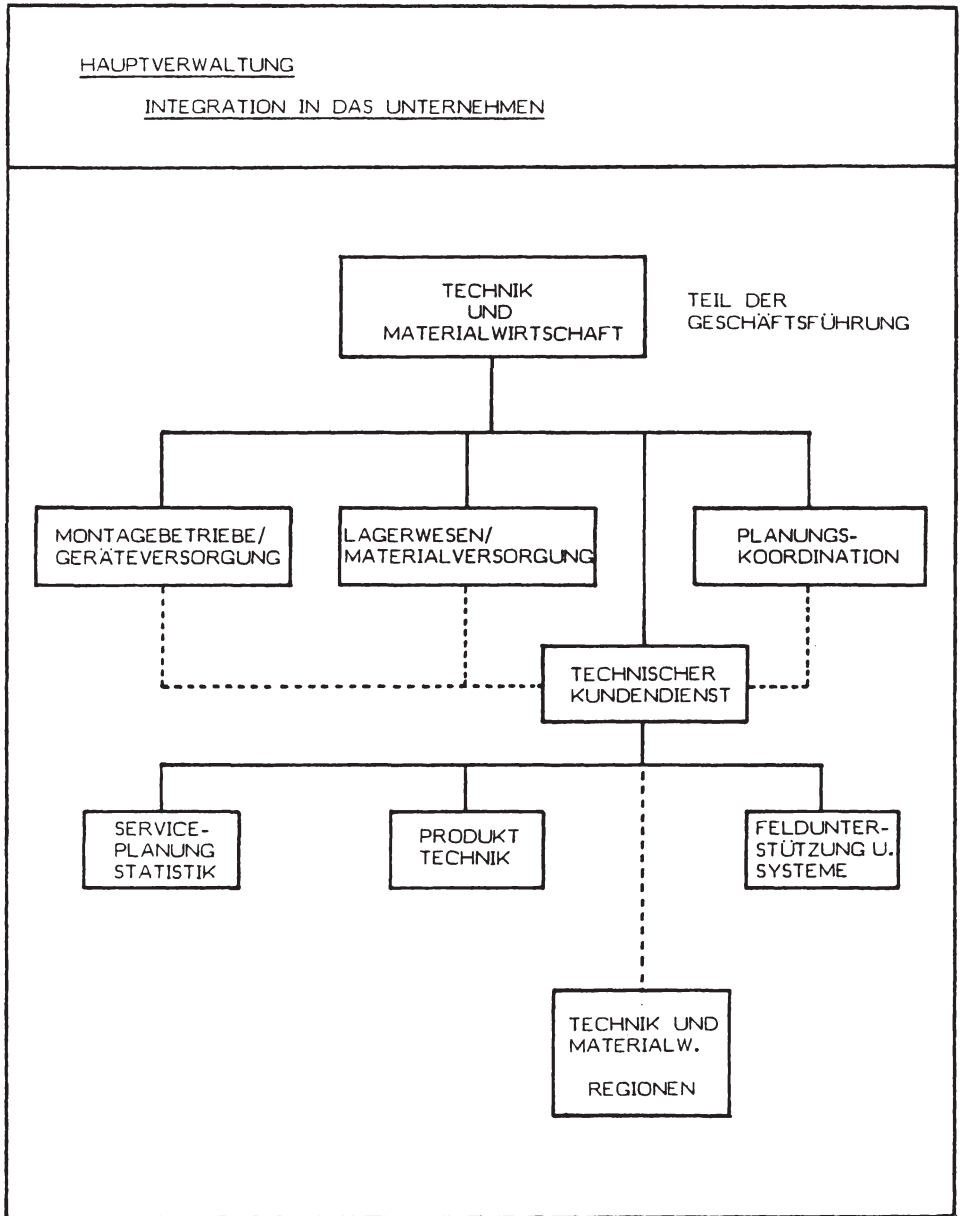 HAUPTVERWALTUNG
INTEGRATION IN DAS UNTERNEHMEN
TECHNIK
UND
MATERIALWIRTSCHAFT
TEIL DER
GESCHÄFTSFÜHRUNG
MONTAGEBETRIEBE/
GERÄTEVERSORGUNG
LAGERWESEN/
MATERIALVERSORGUNG
PLANUNGS-
KOORDINATION
TECHNISCHER
KUNDENDIENST
SERVICE-
PLANUNG
STATISTIK
PRODUKT
TECHNIK
FELDUNTER-
STÜTZUNG U.
SYSTEME
TECHNIK UND
MATERIALW.
REGIONEN